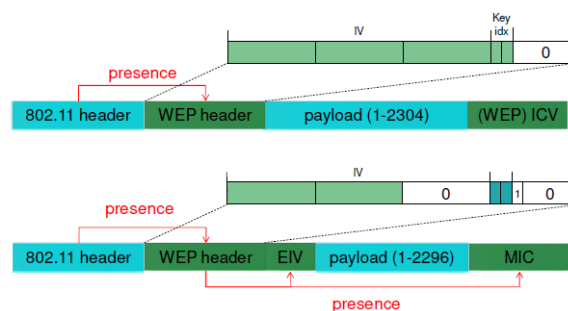 Key
IV idx
0
presence
802.11 header WEP header payload (1-2304) (WEP) ICV
IV
0 1 0
presence
802.11 header WEP header EIV payload (1-2296) MIC
presence